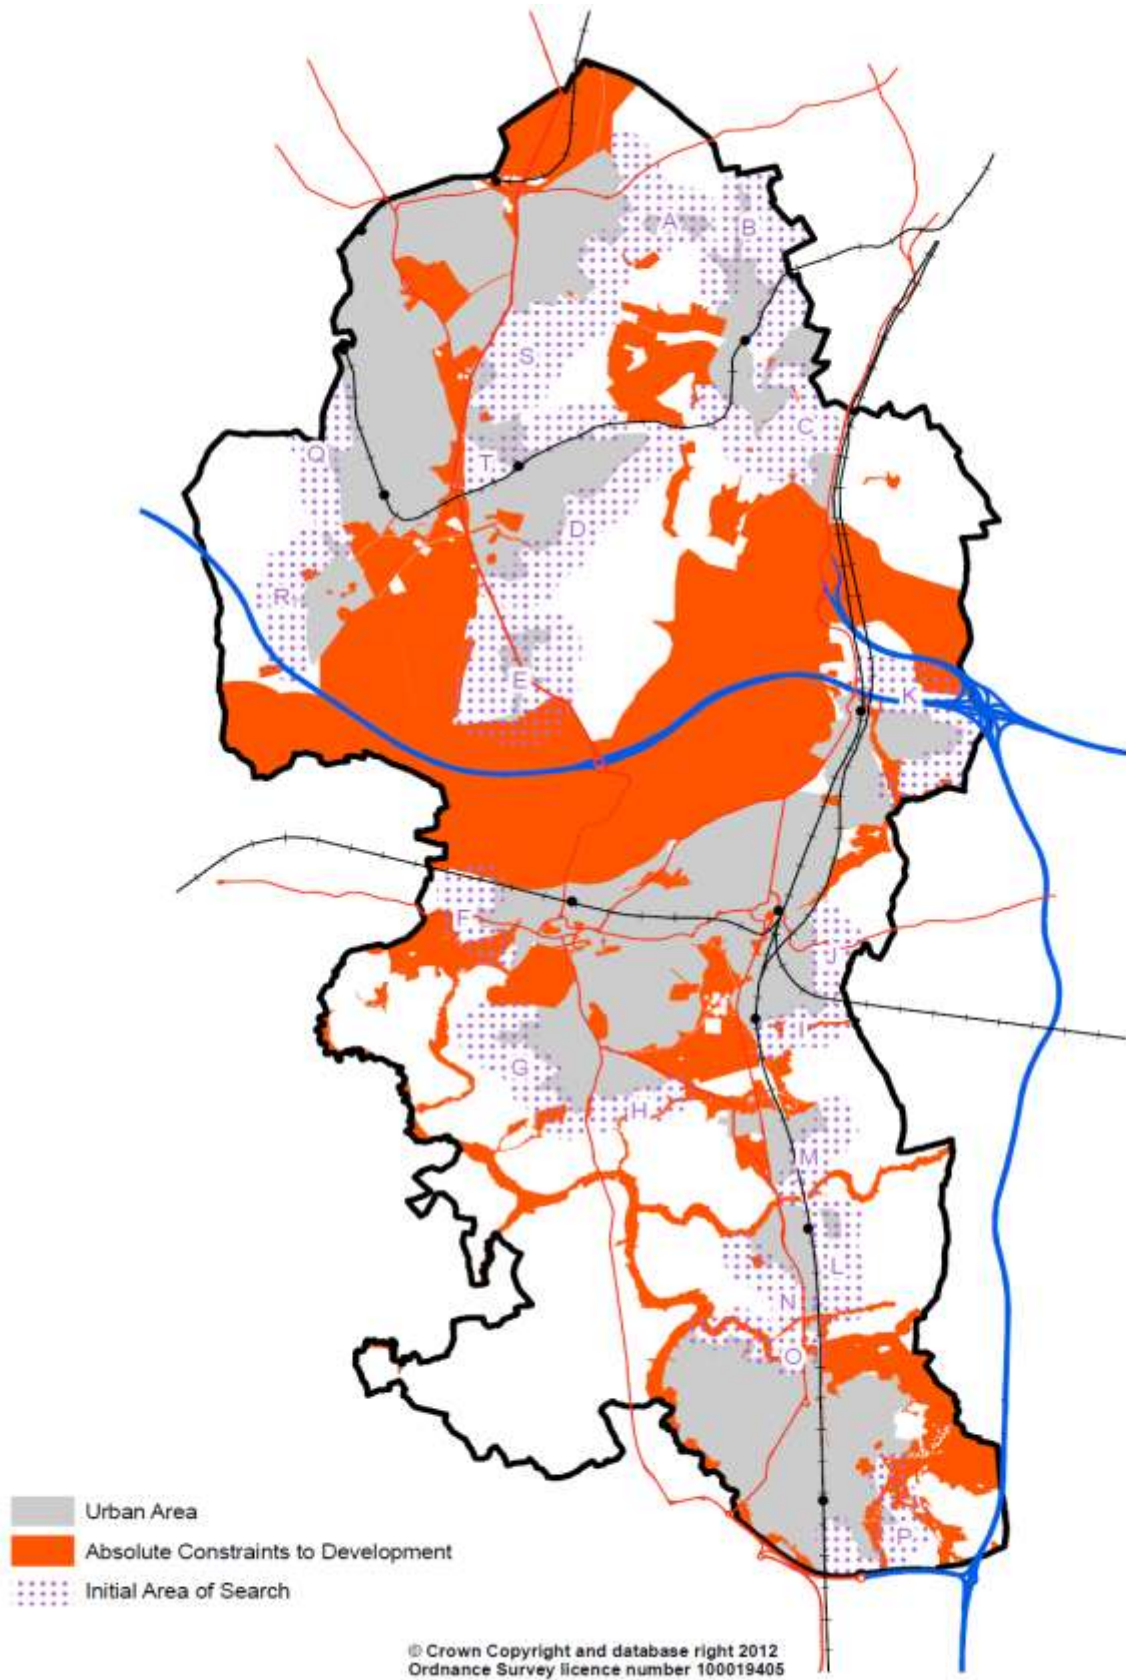 A
B
S
C
Q
T
D
R
E
K
F
J
I
G
H
M
L
N
O
P
Urban Area
Absolute Constraints to Development
Initial Area of Search
© Crown Copyright and database right 2012
Ordnance Survey licence number 100019405